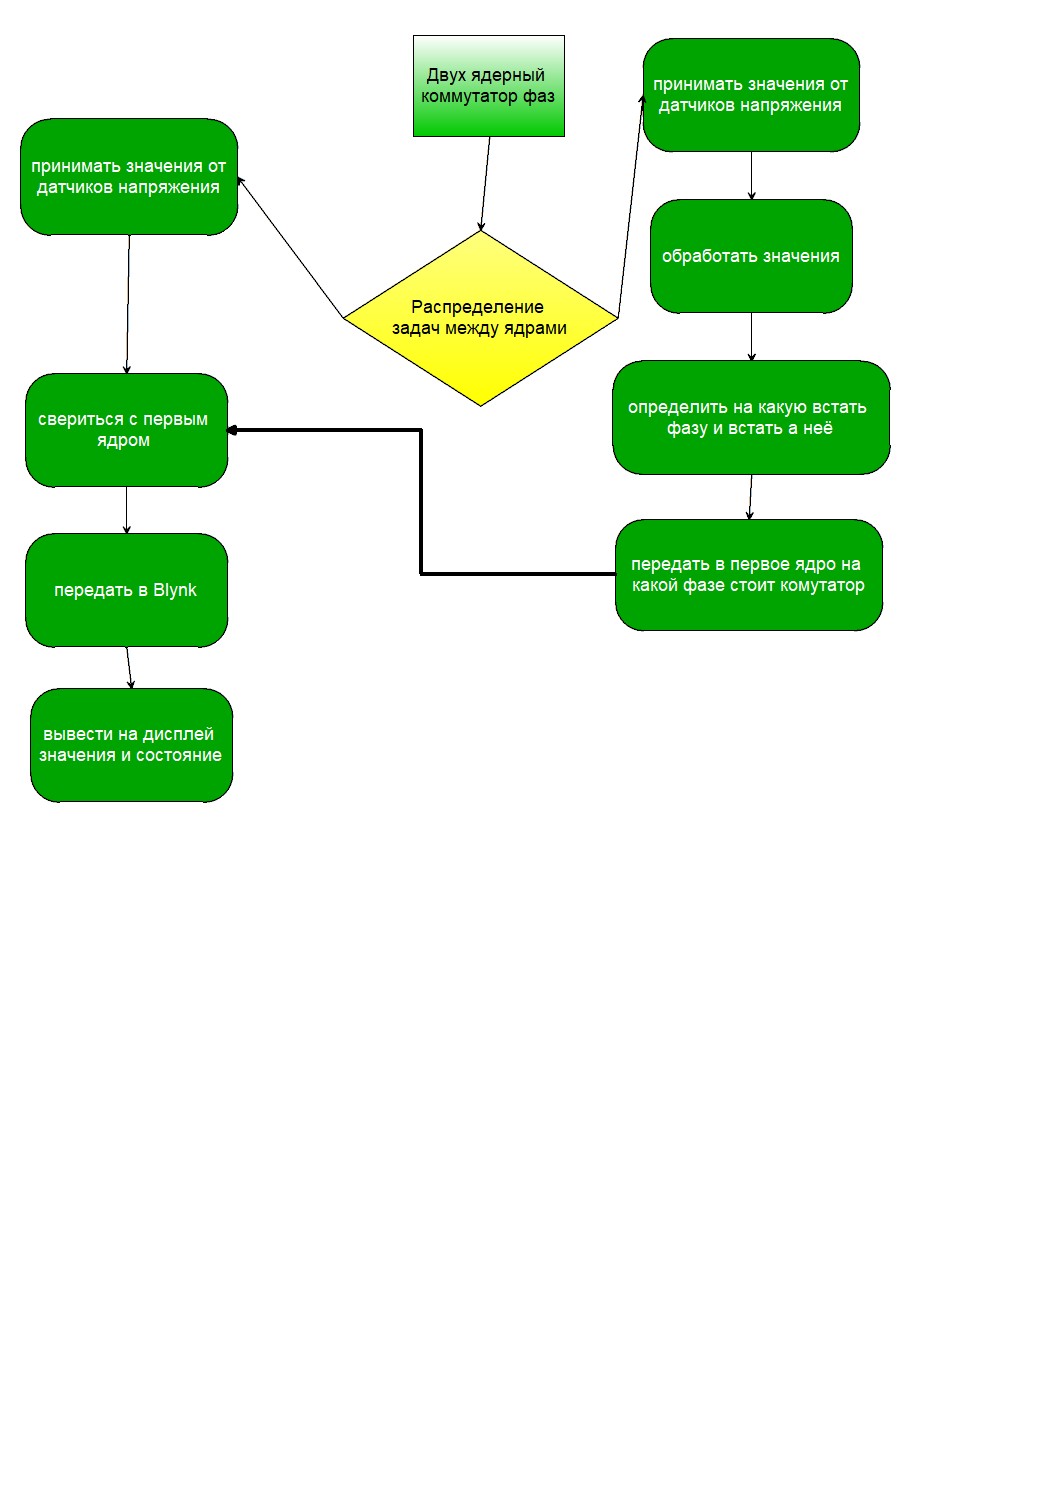 Двух ядерный
коммутатор фаз
принимать значения от
датчиков напряжения
принимать значения от
датчиков напряжения
обработать значения
Распределение
задач между ядрами
свериться с первым
ядром
определить на какую встать
фазу и встать а неё
передать в Blynk
передать в первое ядро на
какой фазе стоит комутатор
вывести на дисплей
значения и состояние